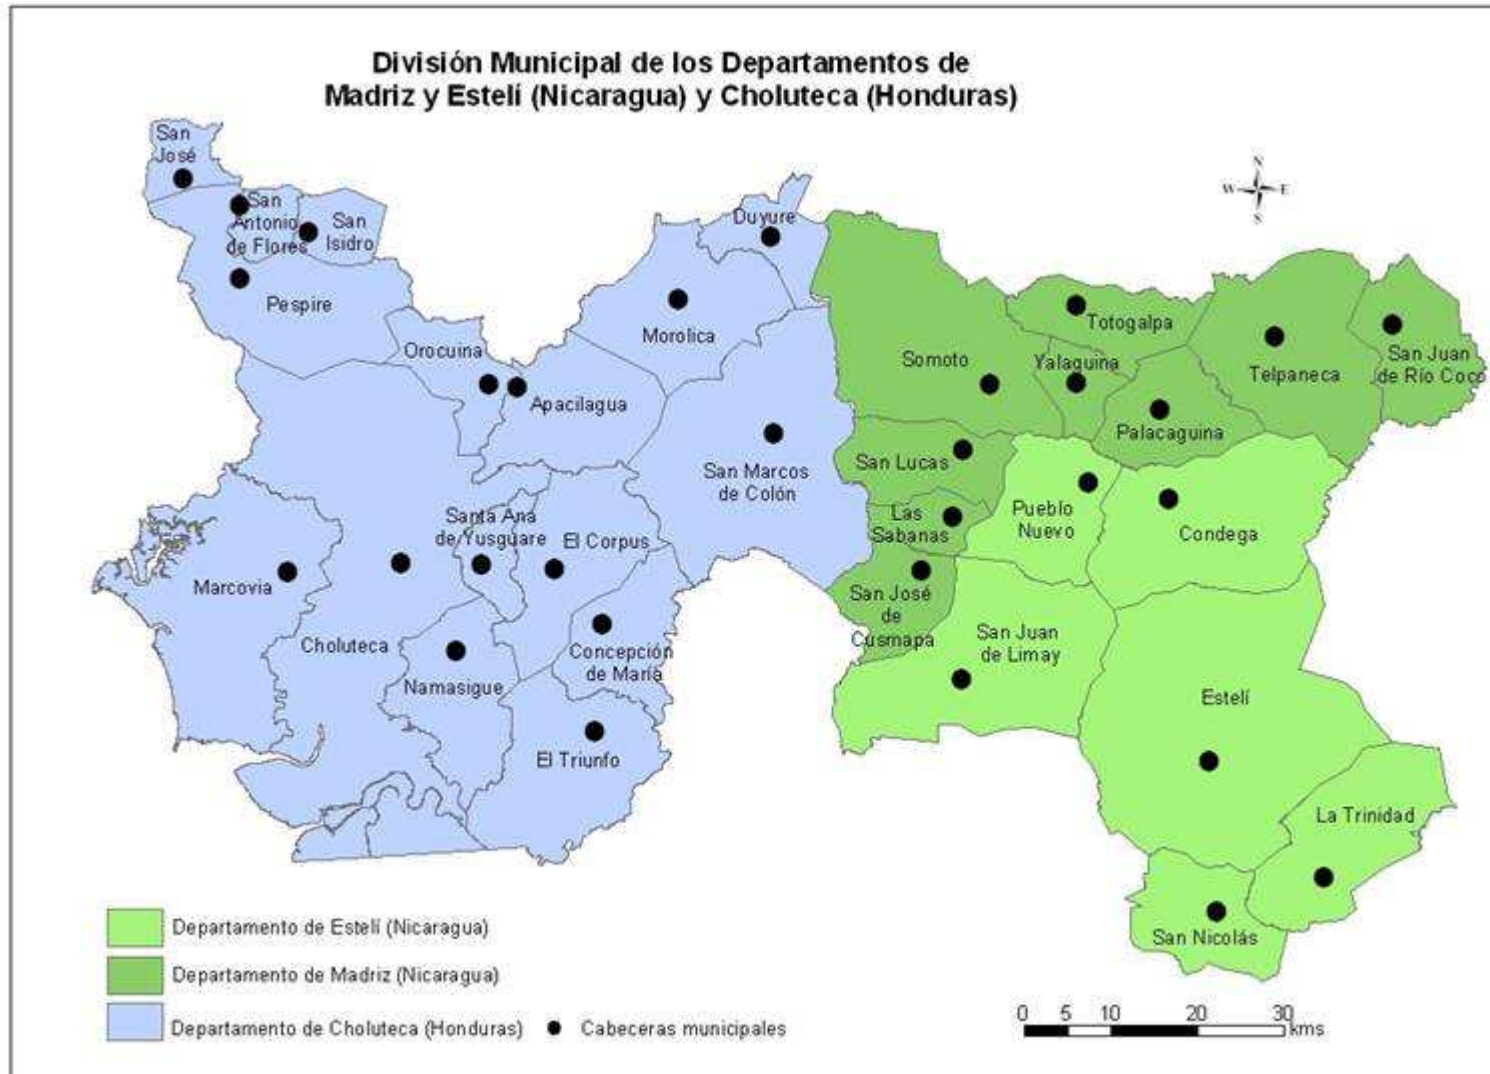 División Municipal de los Departamentos de
Madriz y Estelí (Nicaragua) y Choluteca (Honduras)
San
José
San
Antonio
de Flores
San
Isidro
Pespire
Duyure
Morolica
Orocuina
Apacilagua
San Marcos
de Colón
Santa Ana
de Yusguare
El Corpus
Marcovia
Choluteca
Namasigue
Concepción
de María
El Triunfo
N
W
E
S
Somoto
Totogalpa
Yalaguina
Palacaguina
Telpaneca
San Juan
de Río Coco
San Lucas
Las
Sabanas
San José
de
Cusmapa
Pueblo
Nuevo
Condega
San Juan
de Limay
Estelí
La Trinidad
San Nicolás
Departamento de Estelí (Nicaragua)
Departamento de Madriz (Nicaragua)
Departamento de Choluteca (Honduras)
Cabeceras municipales
0 5 10 20 30
kms